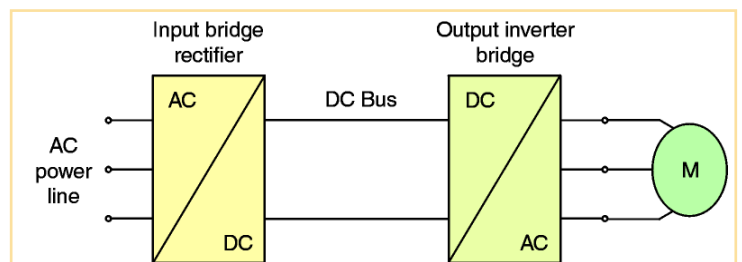 Input bridge
rectifier
Output inverter
bridge
AC
DC
DC Bus
DC
AC
AC
power
line
M